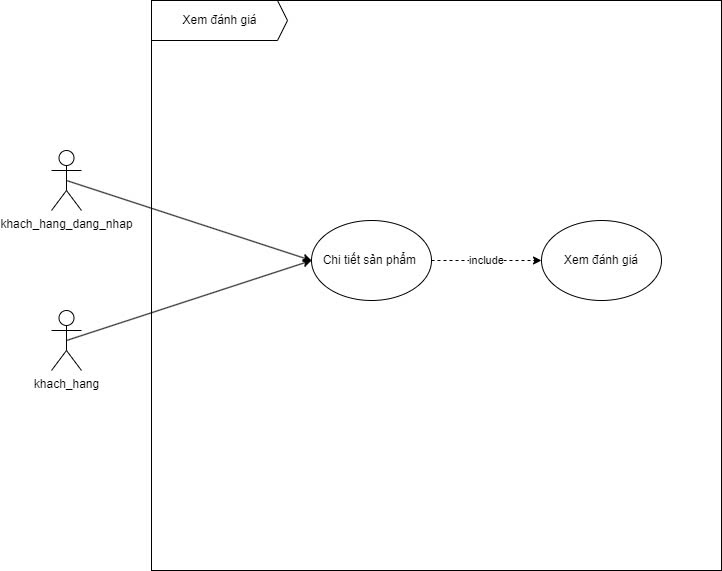 Xem đánh giá
khach_hang_dang_nhap
Chi tiết sản phẩm
include
Xem đánh giá
khach_hang